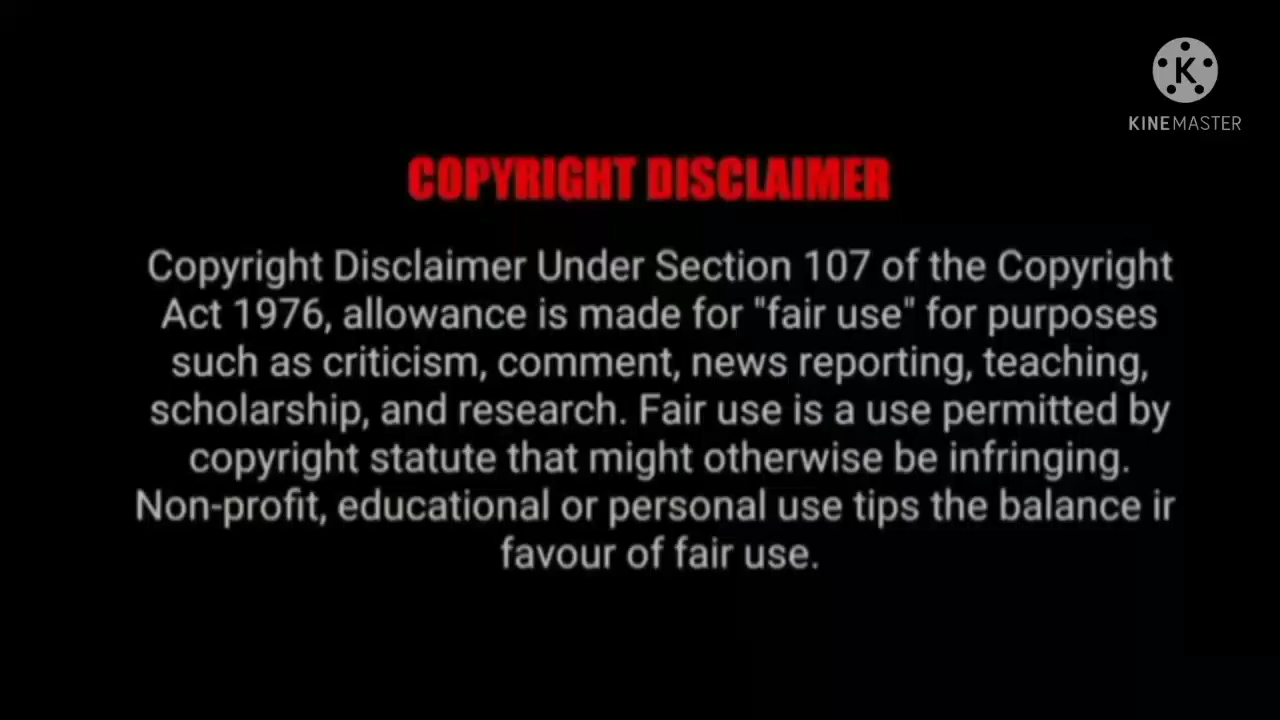 K
KINEMASTER
COPYRIGHT DISCLAIMER
Copyright Disclaimer Under Section 107 of the Copyright
Act 1976, allowance is made for "fair use" for purposes
such as criticism, comment, news reporting, teaching,
scholarship, and research. Fair use is a use permitted by
copyright statute that might otherwise be infringing.
Non-profit, educational or personal use tips the balance ir
favour of fair use.